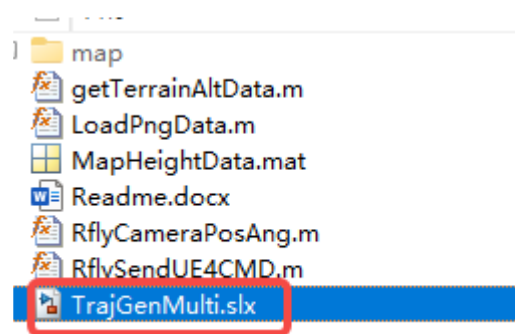 map
getTerrainAltData.m
LoadPngData.m
MapHeightData.mat
Readme.docx
RflyCameraPosAng.m
RflySendUE4CMD.m
TrajGenMulti.slx